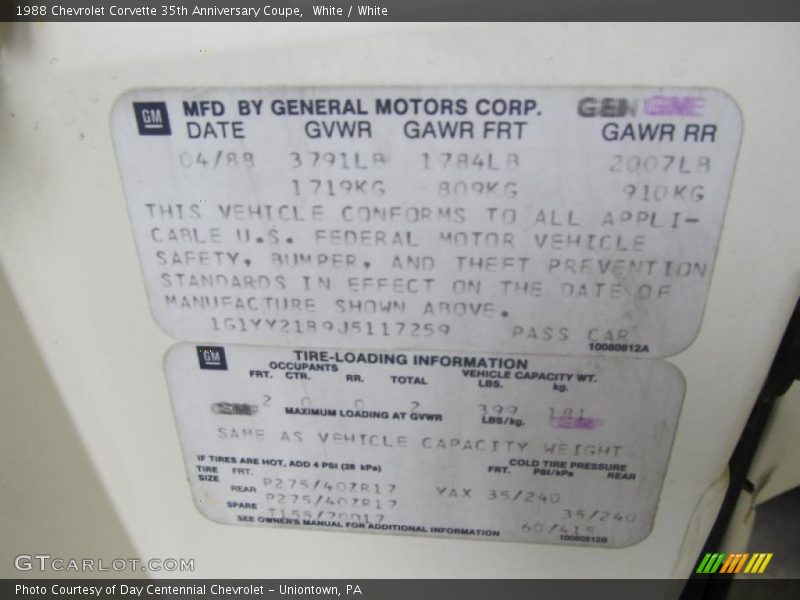 1988 Chevrolet Corvette 35th Anniversary Coupe, White / White
GM MFD BY GENERAL MOTORS CORP. GEN GME
DATE GVWR GAWR FRT GAWR RR
04/88 3791LB 1784LB 2007LB
1719KG 809KG 910KG
THIS VEHICLE CONFORMS TO ALL APPLI-
CABLE U.S. FEDERAL MOTOR VEHICLE
SAFETY, BUMPER, AND THEFT PREVENTION
STANDARDS IN EFFECT ON THE DATE OF
MANUFACTURE SHOWN ABOVE.
1G1YY2189J5117259 PASS CAR
10080812A
GM TIRE-LOADING INFORMATION
OCCUPANTS VEHICLE CAPACITY WT.
FRT. CTR. RR. TOTAL LBS. kg.
2 0 0 2 399 181
MAXIMUM LOADING AT GVWR LBS/kg.
SAME AS VEHICLE CAPACITY WEIGHT
IF TIRES ARE HOT, ADD 4 PSI (28 kPa) COLD TIRE PRESSURE
TIRE SIZE FRT. FRT. PSI/kPa REAR
P275/40ZR17 YAX 35/240
REAR P275/40ZR17 35/240
SPARE T155/70D17 60/415
SEE OWNER'S MANUAL FOR ADDITIONAL INFORMATION 10080812B
GTCARLOT.COM
Photo Courtesy of Day Centennial Chevrolet - Uniontown, PA